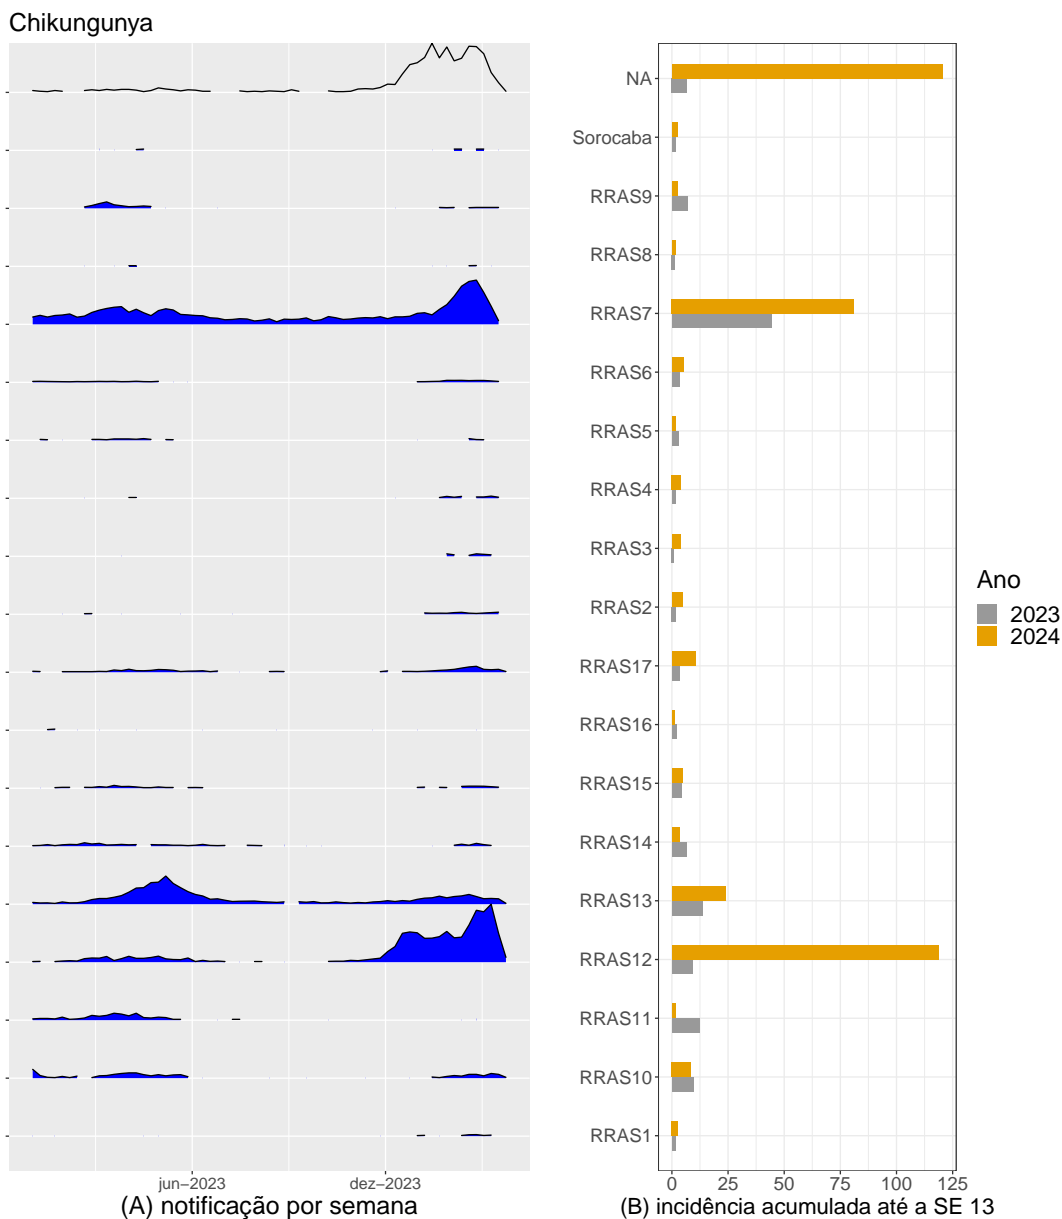 Chikungunya
NA
Sorocaba
RRAS9
RRAS8
RRAS7
RRAS6
RRAS5
RRAS4
RRAS3
RRAS2
RRAS17
RRAS16
RRAS15
RRAS14
RRAS13
RRAS12
RRAS11
RRAS10
RRAS1
Ano
2023
2024
jun−2023 dez−2023
(A) notificação por semana
0 25 50 75 100 125
(B) incidência acumulada até a SE 13